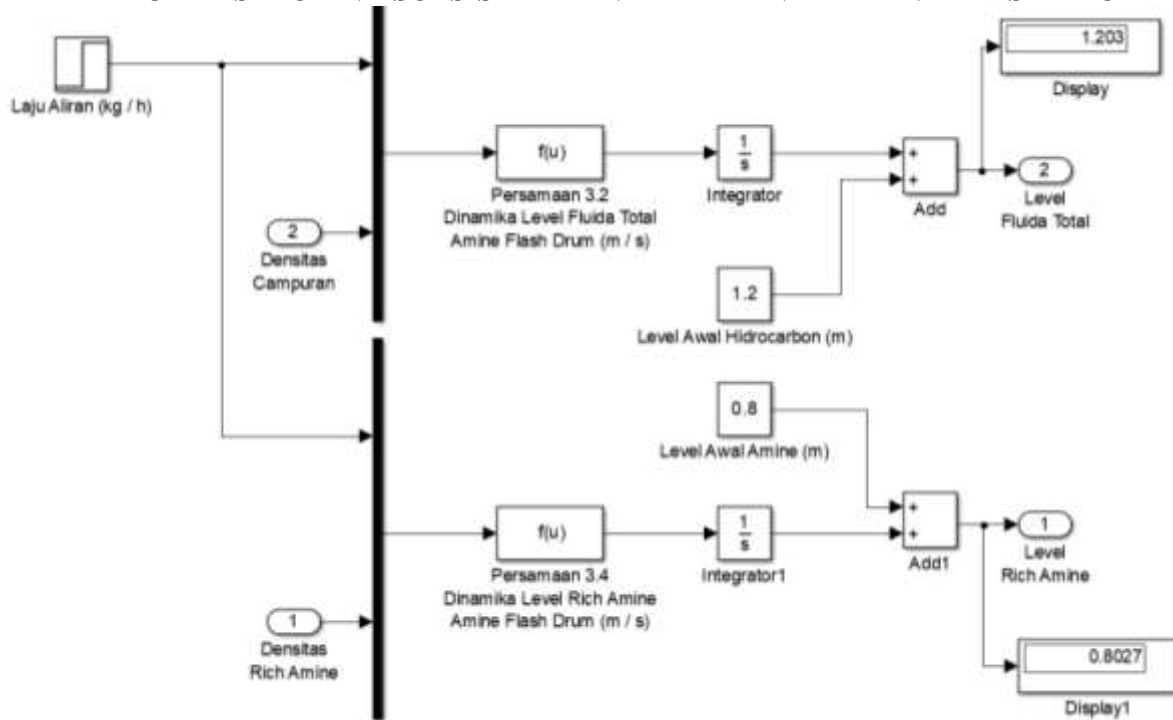 Laju Aliran (kg / h)
1.203
Display
f(u)
Persamaan 3.2
Dinamika Level Fluida Total
Amine Flash Drum (m / s)
1
s
Integrator
+
+
Add
2
Level
Fluida Total
2
Densitas
Campuran
1.2
Level Awal Hidrocarbon (m)
0.8
Level Awal Amine (m)
f(u)
Persamaan 3.4
Dinamika Level Rich Amine
Amine Flash Drum (m / s)
1
s
Integrator1
+
+
Add1
1
Level
Rich Amine
1
Densitas
Rich Amine
0.8027
Display1